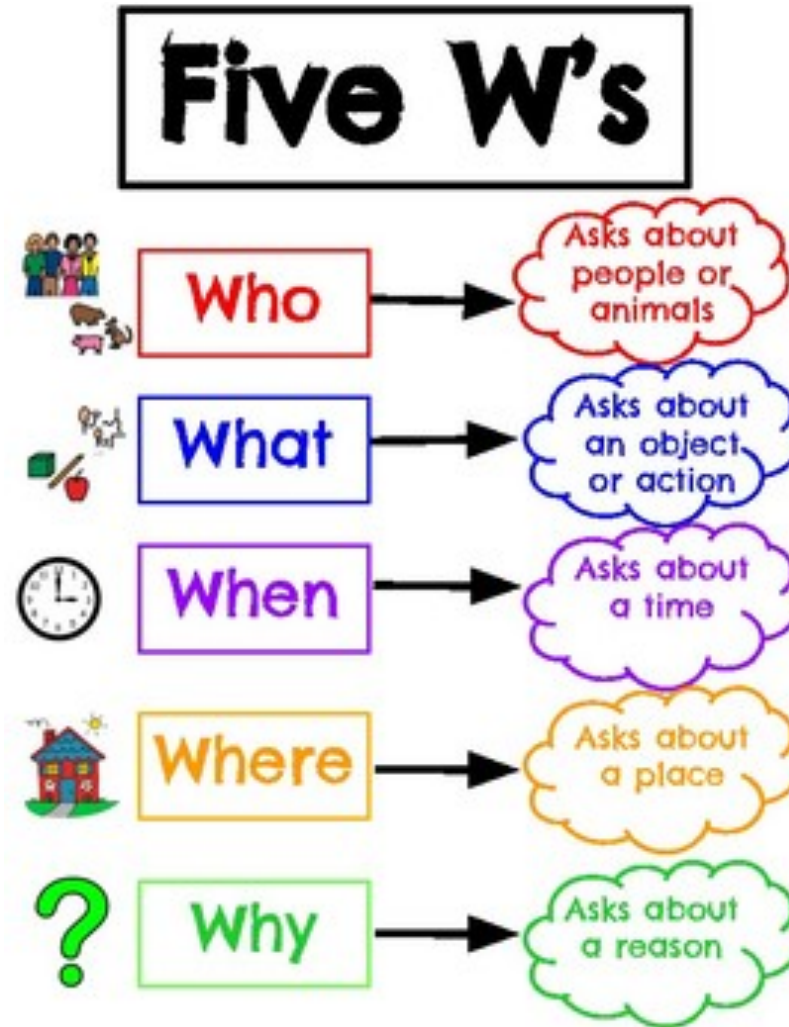 Five W's
Who
Asks about
people or
animals
What
Asks about
an object
or action
When
Asks about
a time
Where
Asks about
a place
Why
Asks about
a reason